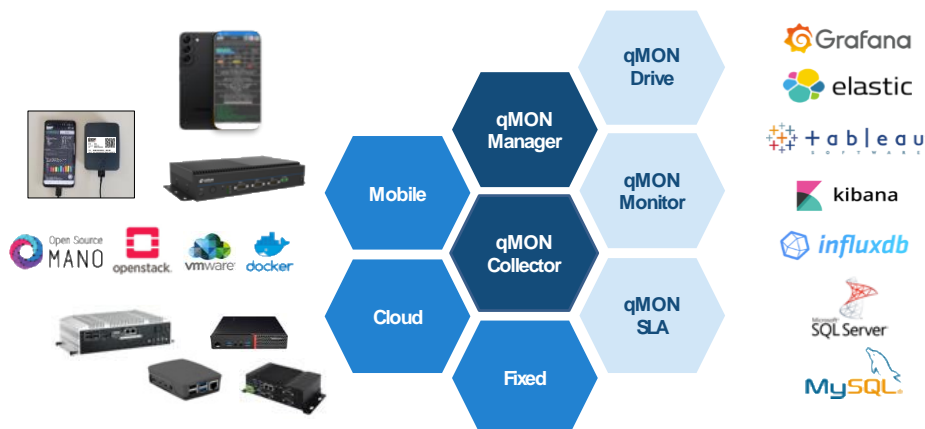 qMON
Drive
qMON
Manager
Mobile
qMON
Monitor
qMON
Collector
Cloud
qMON
SLA
Fixed
Open Source
MANO
openstack.
vmware
docker
Grafana
elastic
+ a b l e a u
S O F T W A R E
kibana
influxdb
Microsoft
SQL Server
MySQL